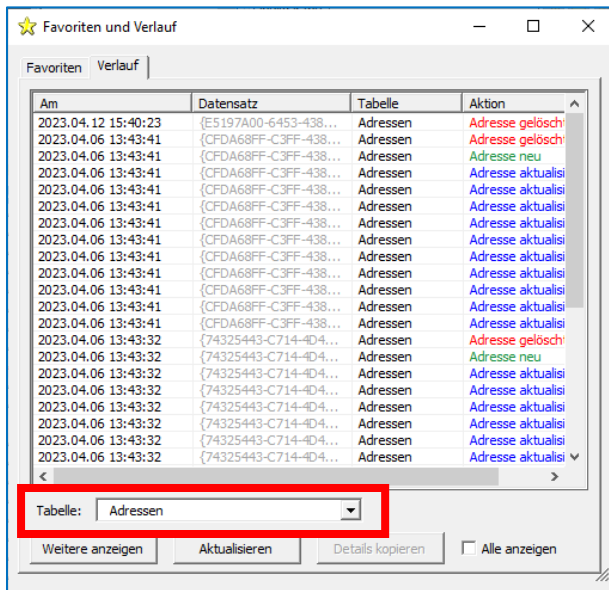 Favoriten und Verlauf
Favoriten Verlauf
Am Datensatz Tabelle Aktion
2023.04.12 15:40:23 {E5197A00-6453-438... Adressen Adresse gelöscht
2023.04.06 13:43:41 {CFDA68FF-C3FF-438... Adressen Adresse gelöscht
2023.04.06 13:43:41 {CFDA68FF-C3FF-438... Adressen Adresse neu
2023.04.06 13:43:41 {CFDA68FF-C3FF-438... Adressen Adresse aktualisi
2023.04.06 13:43:41 {CFDA68FF-C3FF-438... Adressen Adresse aktualisi
2023.04.06 13:43:41 {CFDA68FF-C3FF-438... Adressen Adresse aktualisi
2023.04.06 13:43:41 {CFDA68FF-C3FF-438... Adressen Adresse aktualisi
2023.04.06 13:43:41 {CFDA68FF-C3FF-438... Adressen Adresse aktualisi
2023.04.06 13:43:41 {CFDA68FF-C3FF-438... Adressen Adresse aktualisi
2023.04.06 13:43:41 {CFDA68FF-C3FF-438... Adressen Adresse aktualisi
2023.04.06 13:43:41 {CFDA68FF-C3FF-438... Adressen Adresse aktualisi
2023.04.06 13:43:41 {CFDA68FF-C3FF-438... Adressen Adresse aktualisi
2023.04.06 13:43:41 {CFDA68FF-C3FF-438... Adressen Adresse aktualisi
2023.04.06 13:43:32 {74325443-C714-4D4... Adressen Adresse gelöscht
2023.04.06 13:43:32 {74325443-C714-4D4... Adressen Adresse neu
2023.04.06 13:43:32 {74325443-C714-4D4... Adressen Adresse aktualisi
2023.04.06 13:43:32 {74325443-C714-4D4... Adressen Adresse aktualisi
2023.04.06 13:43:32 {74325443-C714-4D4... Adressen Adresse aktualisi
2023.04.06 13:43:32 {74325443-C714-4D4... Adressen Adresse aktualisi
2023.04.06 13:43:32 {74325443-C714-4D4... Adressen Adresse aktualisi
2023.04.06 13:43:32 {74325443-C714-4D4... Adressen Adresse aktualisi
Tabelle: Adressen
Weitere anzeigen Aktualisieren Details kopieren Alle anzeigen